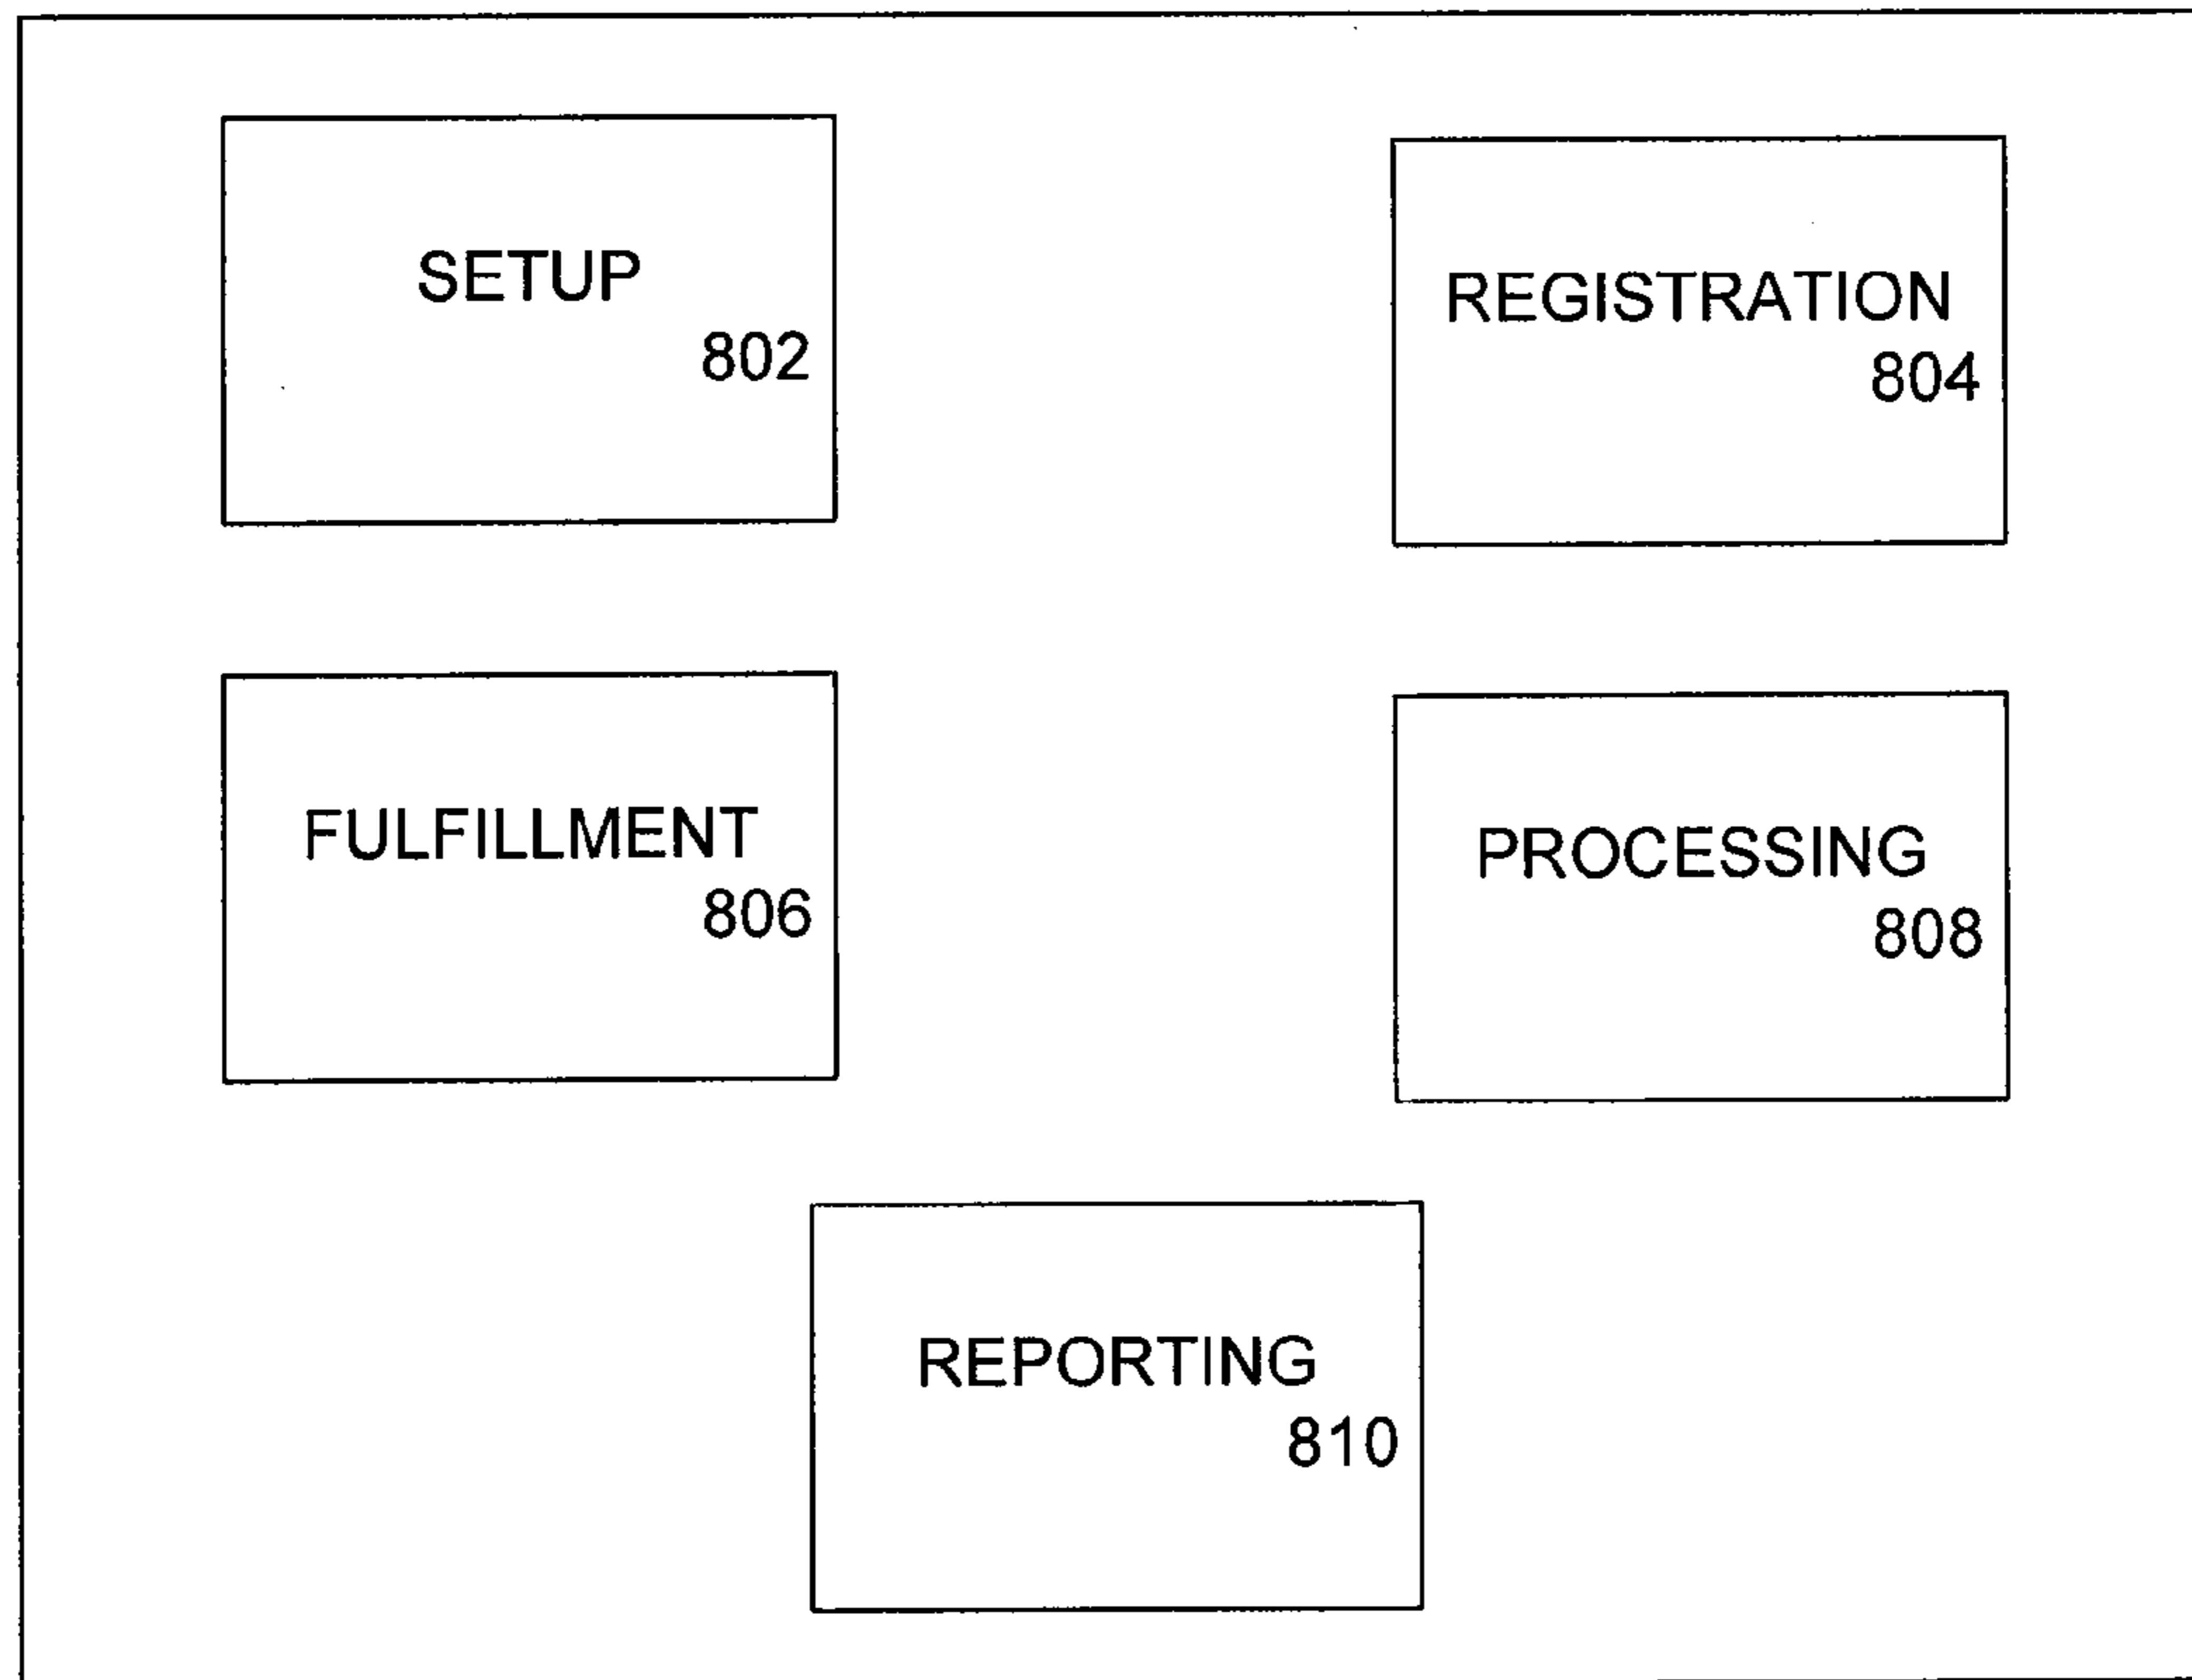 SETUP
802
REGISTRATION
804
FULFILLMENT
806
PROCESSING
808
REPORTING
810